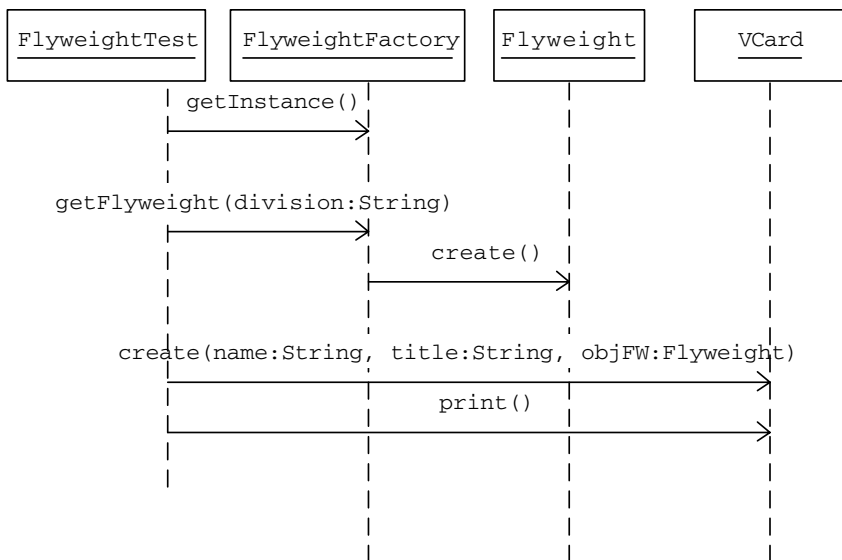 FlyweightTest FlyweightFactory Flyweight VCard
getInstance()
getFlyweight(division:String)
create()
create(name:String, title:String, objFW:Flyweight)
print()